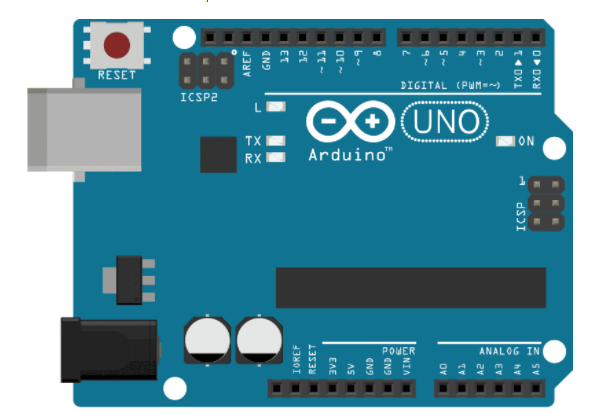 RESET
ICSP2
AREF
GND
13
12
~11
~10
~9
8
7
~6
~5
4
~3
2
TX0▶1
RX0◀0
DIGITAL (PWM=~)
L
TX
RX
UNO
Arduino™
ON
1
ICSP
POWER
ANALOG IN
IOREF
RESET
3V3
5V
GND
GND
VIN
A0
A1
A2
A3
A4
A5